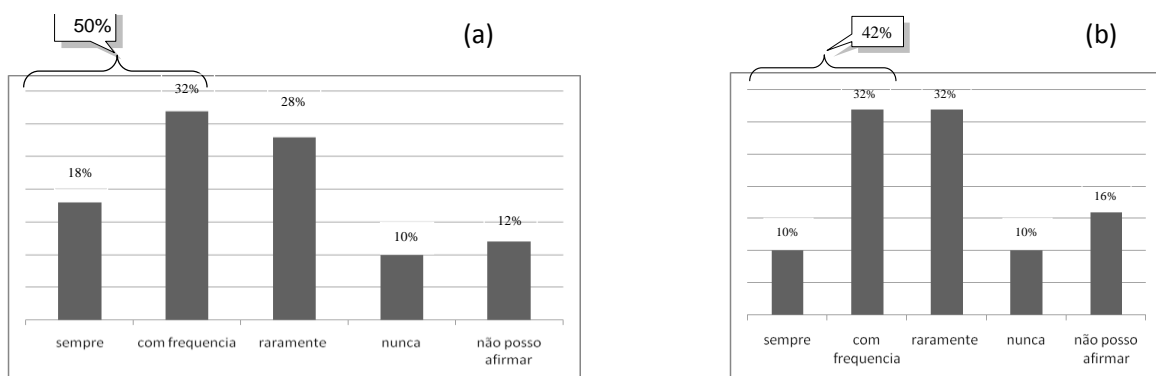 50%
(a)
18%
32%
28%
10%
12%
sempre
com frequencia
raramente
nunca
não posso
afirmar
42%
(b)
10%
32%
32%
10%
16%
sempre
com
frequencia
raramente
nunca
não posso
afirmar